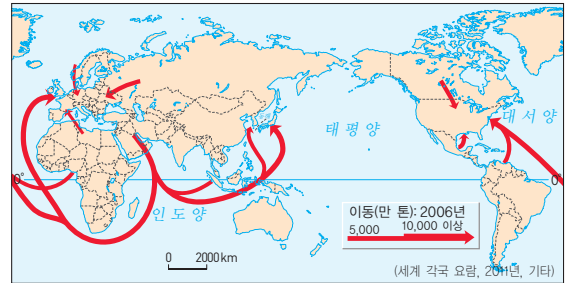 대서양
태평양
0°
0°
인도양
이동(만 톤): 2006년
5,000
10,000 이상
0 2000 km
(세계 각국 요람, 2011년, 기타)